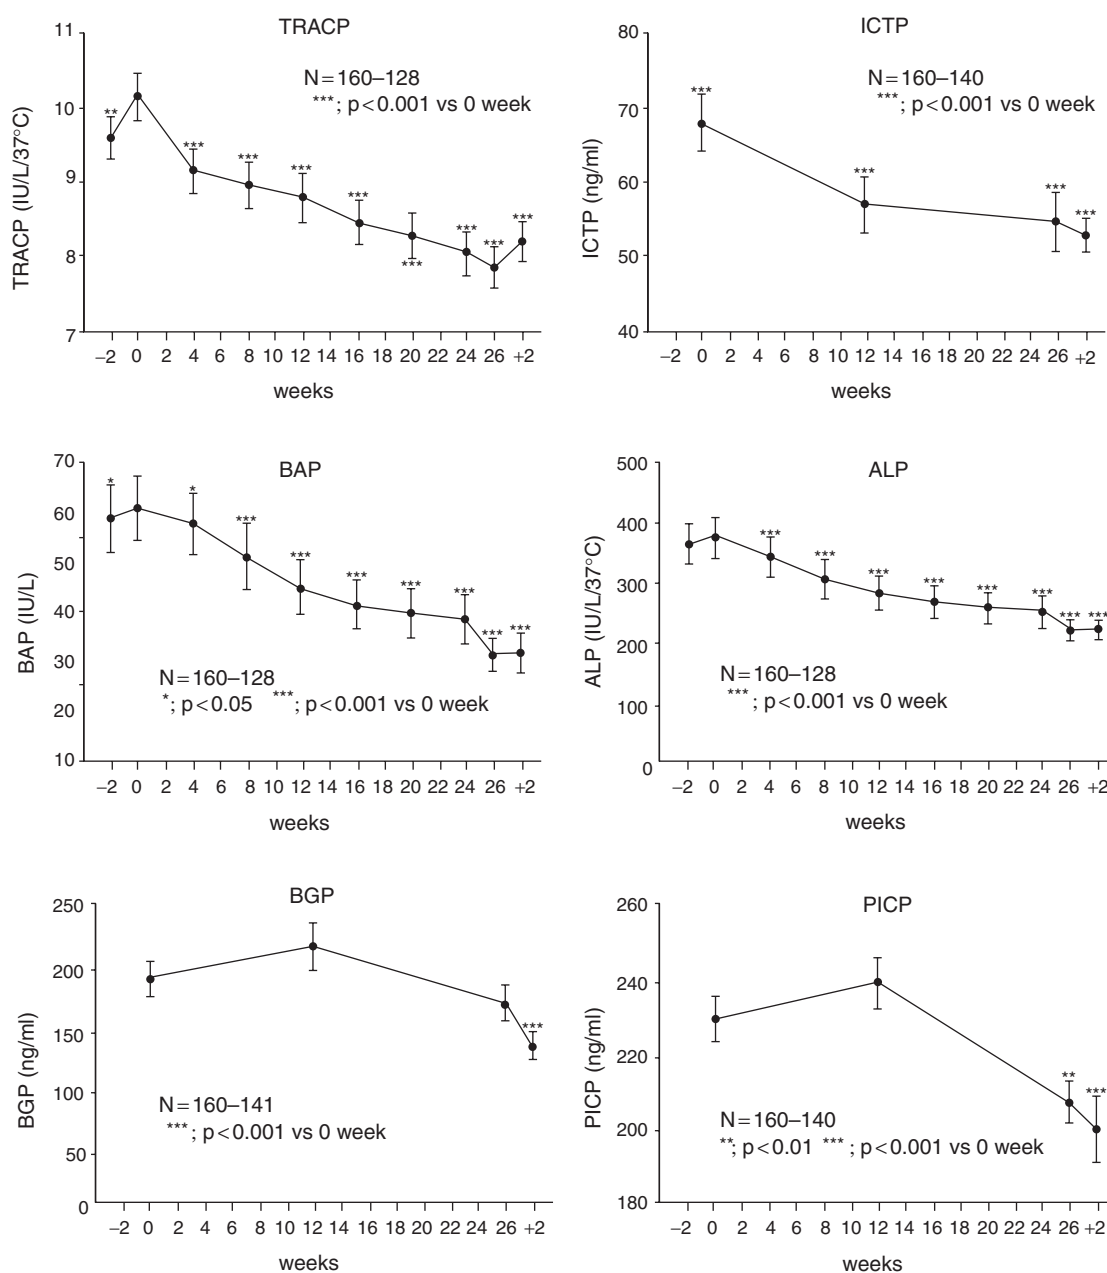 TRACP
N=160–128
***; p<0.001 vs 0 week
TRACP (IU/L/37°C)
11
10
9
8
7
** *** *** *** *** *** *** *** ***
−2 0 2 4 6 8 10 12 14 16 18 20 22 24 26 +2
weeks
ICTP
N=160–140
***; p<0.001 vs 0 week
ICTP (ng/ml)
80
70
60
50
40
*** *** *** ***
−2 0 2 4 6 8 10 12 14 16 18 20 22 24 26 +2
weeks
BAP
BAP (IU/L)
70
60
50
40
30
20
10
* * *** *** *** *** *** *** ***
N=160–128
*; p<0.05 ***; p<0.001 vs 0 week
−2 0 2 4 6 8 10 12 14 16 18 20 22 24 26 +2
weeks
ALP
ALP (IU/L/37°C)
500
400
300
200
100
0
*** *** *** *** *** *** *** ***
N=160–128
***; p<0.001 vs 0 week
−2 0 2 4 6 8 10 12 14 16 18 20 22 24 26 +2
weeks
BGP
BGP (ng/ml)
250
200
150
100
50
0
***
N=160–141
***; p<0.001 vs 0 week
−2 0 2 4 6 8 10 12 14 16 18 20 22 24 26 +2
weeks
PICP
PICP (ng/ml)
260
240
220
200
180
** ***
N=160–140
**; p<0.01 ***; p<0.001 vs 0 week
−2 0 2 4 6 8 10 12 14 16 18 20 22 24 26 +2
weeks